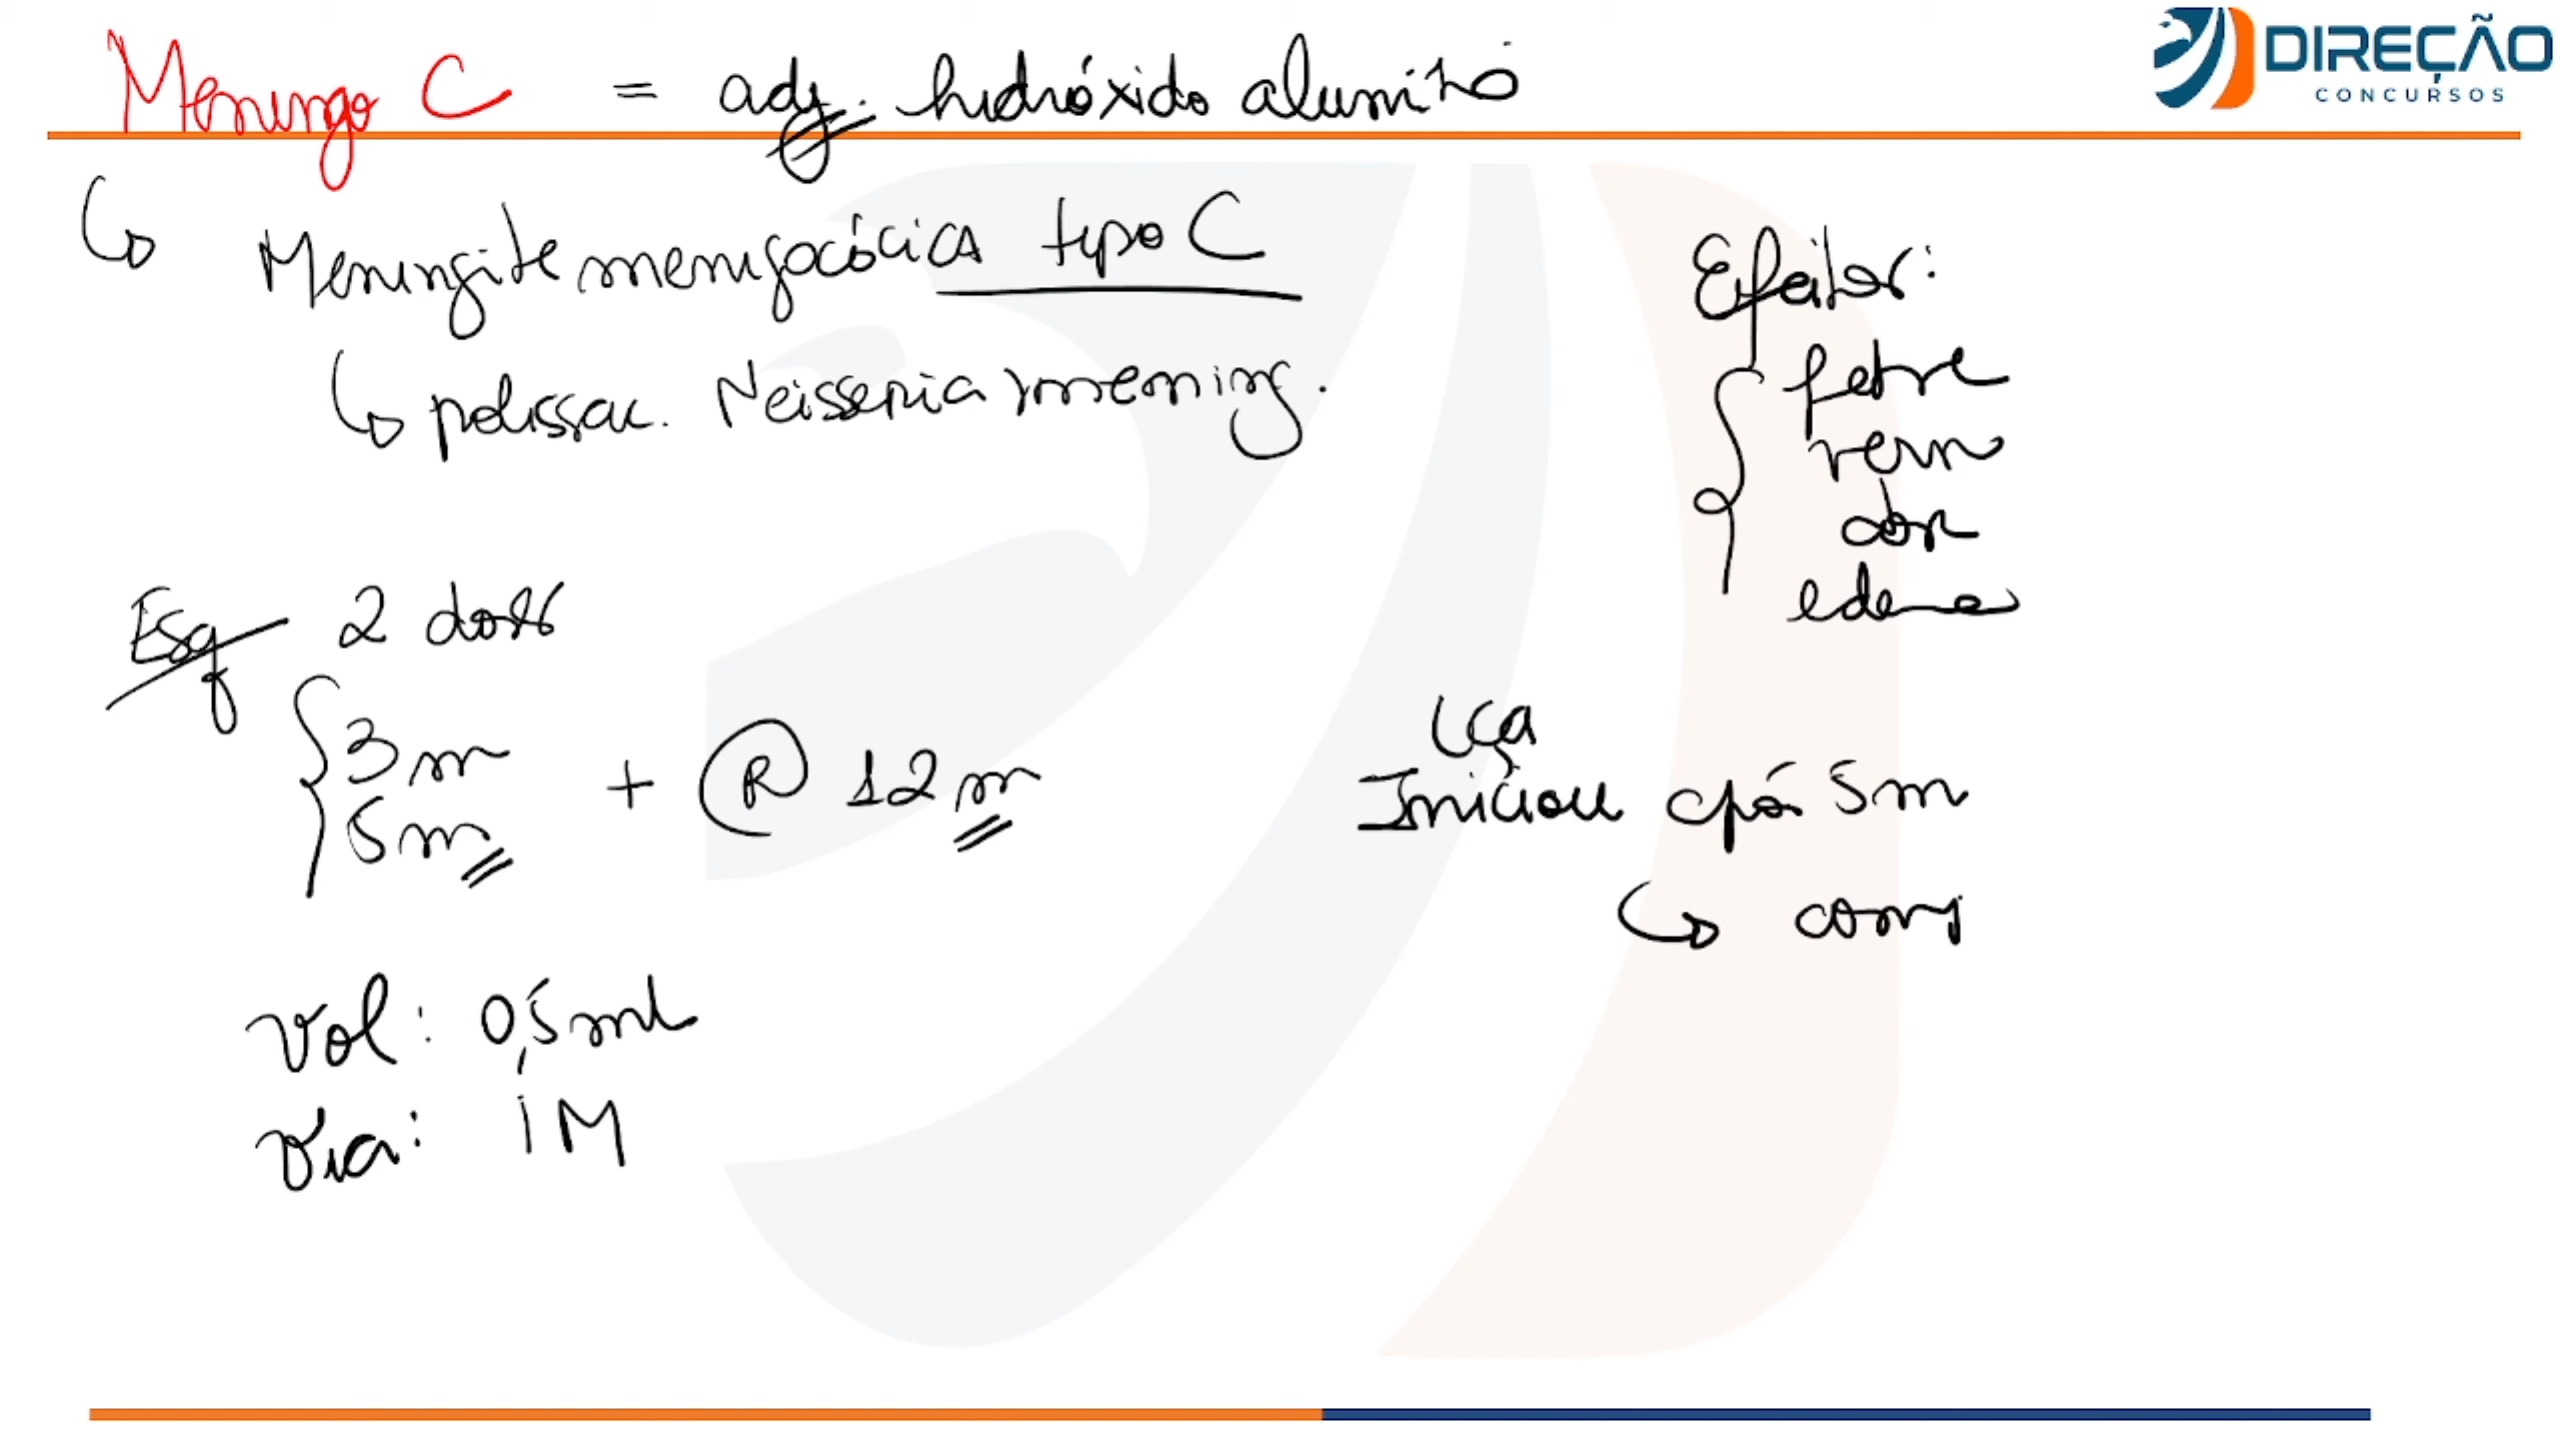 Meningo C = adj. hidróxido alumínio
DIREÇÃO
CONCURSOS
Meningite meningocócica tipo C
polissac. Neisseria mening.
Efeitos:
febre
verm
dor
edema
Esq 2 doses
3m
5m
+ R 12m
Vol: 0,5ml
Via: IM
Cça
Iniciou após 5m